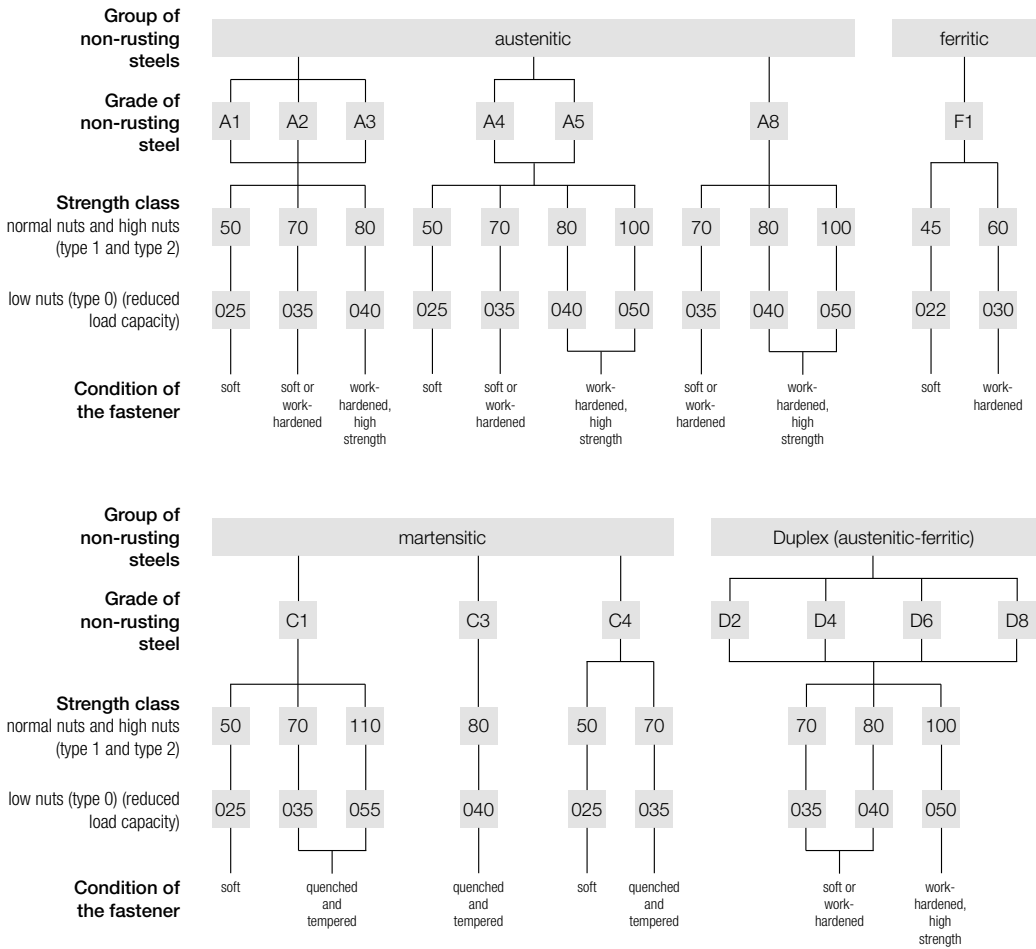 Group of
non-rusting
steels
austenitic
ferritic
Grade of
non-rusting
steel
A1 A2 A3 A4 A5 A8 F1
Strength class
normal nuts and high nuts
(type 1 and type 2)
50 70 80 50 70 80 100 70 80 100 45 60
low nuts (type 0) (reduced
load capacity)
025 035 040 025 035 040 050 035 040 050 022 030
Condition of
the fastener
soft
soft or
work-
hardened
work-
hardened,
high
strength
soft
soft or
work-
hardened
work-
hardened,
high
strength
soft or
work-
hardened
work-
hardened,
high
strength
soft
work-
hardened
Group of
non-rusting
steels
martensitic
Duplex (austenitic-ferritic)
Grade of
non-rusting
steel
C1 C3 C4 D2 D4 D6 D8
Strength class
normal nuts and high nuts
(type 1 and type 2)
50 70 110 80 50 70 70 80 100
low nuts (type 0) (reduced
load capacity)
025 035 055 040 025 035 035 040 050
Condition of
the fastener
soft
quenched
and
tempered
quenched
and
tempered
soft
quenched
and
tempered
soft or
work-
hardened
work-
hardened,
high
strength